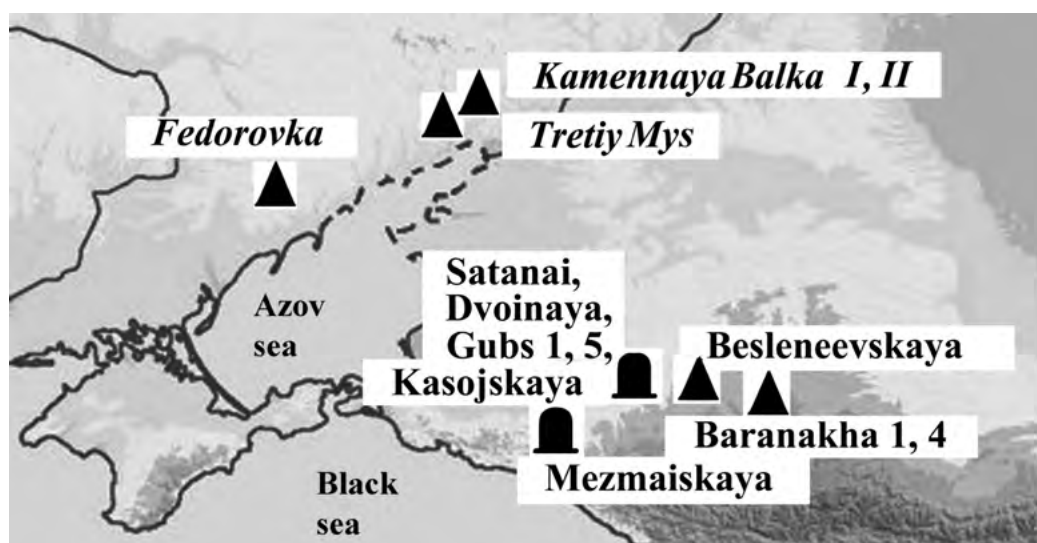 Kamennaya Balka I, II
Fedorovka
Tretiy Mys
Azov
sea
Satanai,
Dvoinaya,
Gubs 1, 5,
Kasojskaya
Besleneevskaya
Baranakha 1, 4
Mezmaiskaya
Black
sea